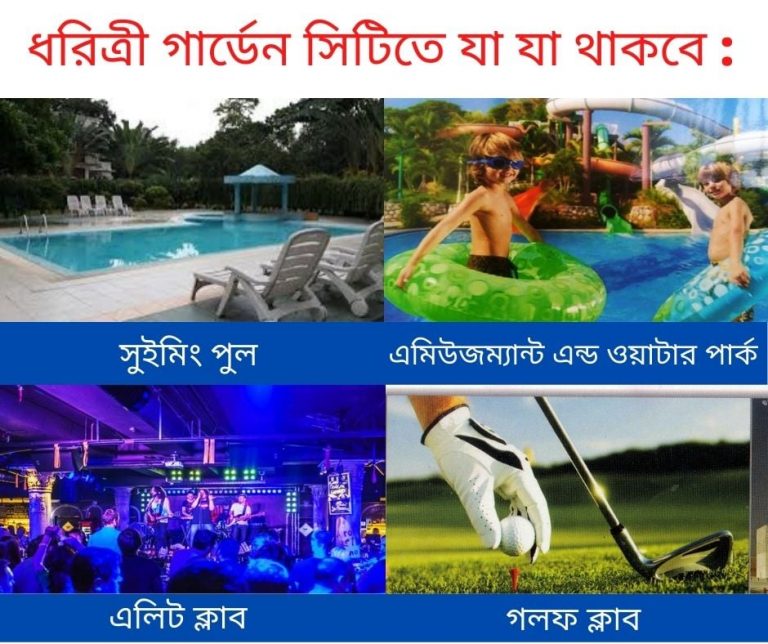 ধরিত্রী গার্ডেন সিটিতে যা যা থাকবে :
সুইমিং পুল
এমিউজম্যান্ট এন্ড ওয়াটার পার্ক
এলিট ক্লাব
গলফ ক্লাব